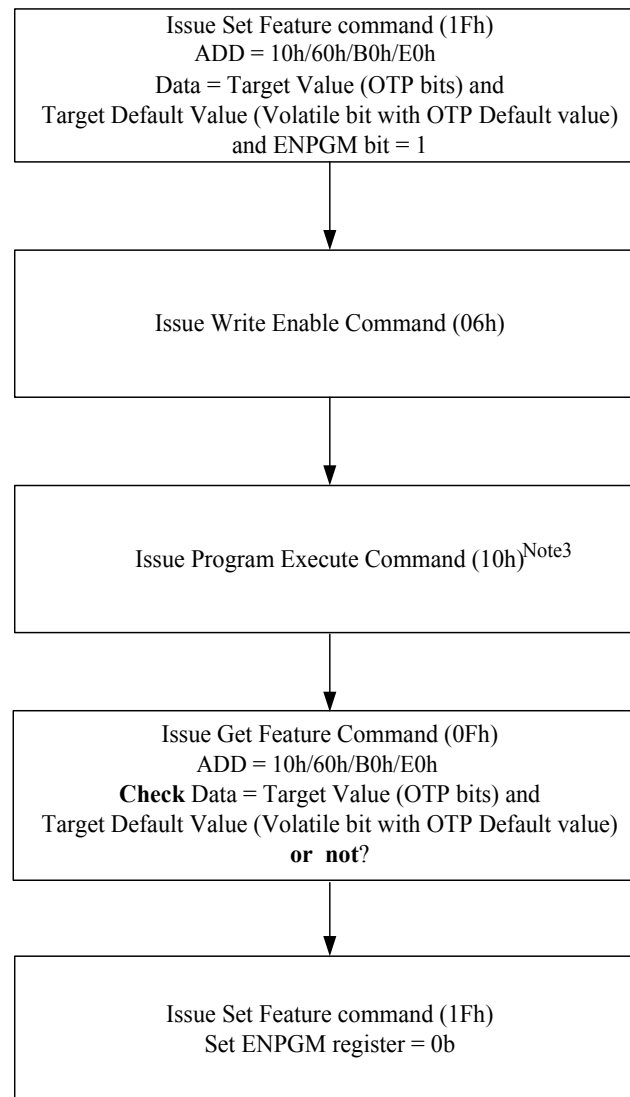 Issue Set Feature command (1Fh)
ADD = 10h/60h/B0h/E0h
Data = Target Value (OTP bits) and
Target Default Value (Volatile bit with OTP Default value)
and ENPGM bit = 1
Issue Write Enable Command (06h)
Issue Program Execute Command (10h)Note3
Issue Get Feature Command (0Fh)
ADD = 10h/60h/B0h/E0h
Check Data = Target Value (OTP bits) and
Target Default Value (Volatile bit with OTP Default value)
or not?
Issue Set Feature command (1Fh)
Set ENPGM register = 0b